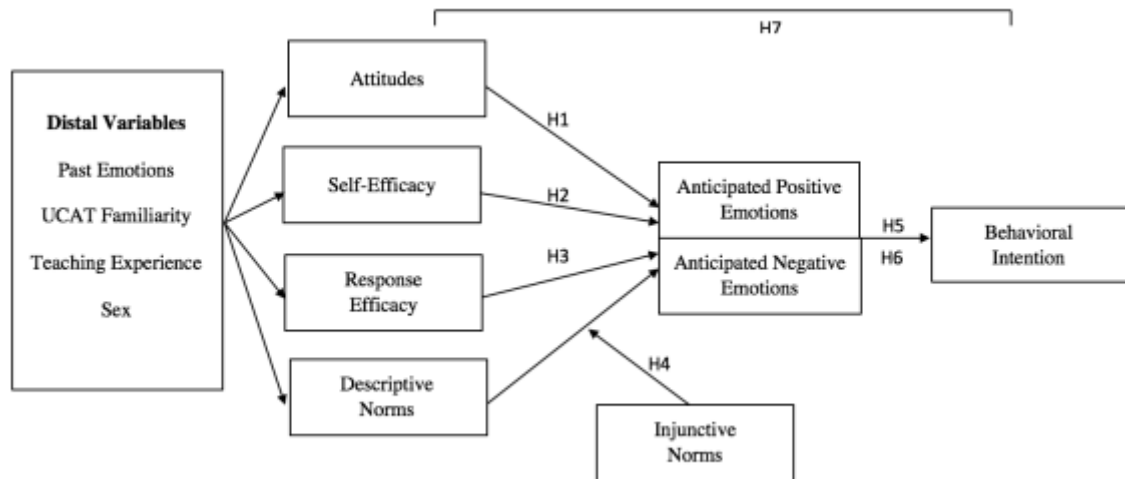 H7
Distal Variables
Past Emotions
UCAT Familiarity
Teaching Experience
Sex
Attitudes
Self-Efficacy
Response
Efficacy
Descriptive
Norms
H1
H2
H3
H4
Injunctive
Norms
Anticipated Positive
Emotions
Anticipated Negative
Emotions
H5
H6
Behavioral
Intention